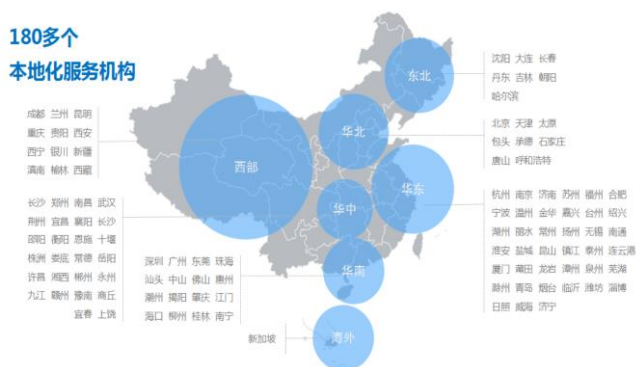 180多个
本地化服务机构
东北
沈阳 大连 长春
丹东 吉林 朝阳
哈尔滨
华北
北京 天津 太原
包头 承德 石家庄
唐山 呼和浩特
西部
成都 兰州 昆明
重庆 贵阳 西安
西宁 银川 新疆
滇南 榆林 西藏
华东
杭州 南京 济南 苏州 福州 合肥
宁波 温州 金华 嘉兴 台州 绍兴
湖州 丽水 常州 扬州 无锡 南通
淮安 盐城 昆山 镇江 泰州 连云港
厦门 莆田 龙岩 漳州 泉州 芜湖
滁州 青岛 烟台 临沂 潍坊 淄博
日照 威海 济宁
华中
长沙 郑州 南昌 武汉
荆州 宜昌 襄阳 长沙
邵阳 衡阳 恩施 十堰
株洲 娄底 常德 岳阳
许昌 湘西 郴州 永州
九江 赣州 豫南 商丘
宜春 上饶
华南
深圳 广州 东莞 珠海
汕头 中山 佛山 惠州
潮州 揭阳 肇庆 江门
海口 柳州 桂林 南宁
海外
新加坡